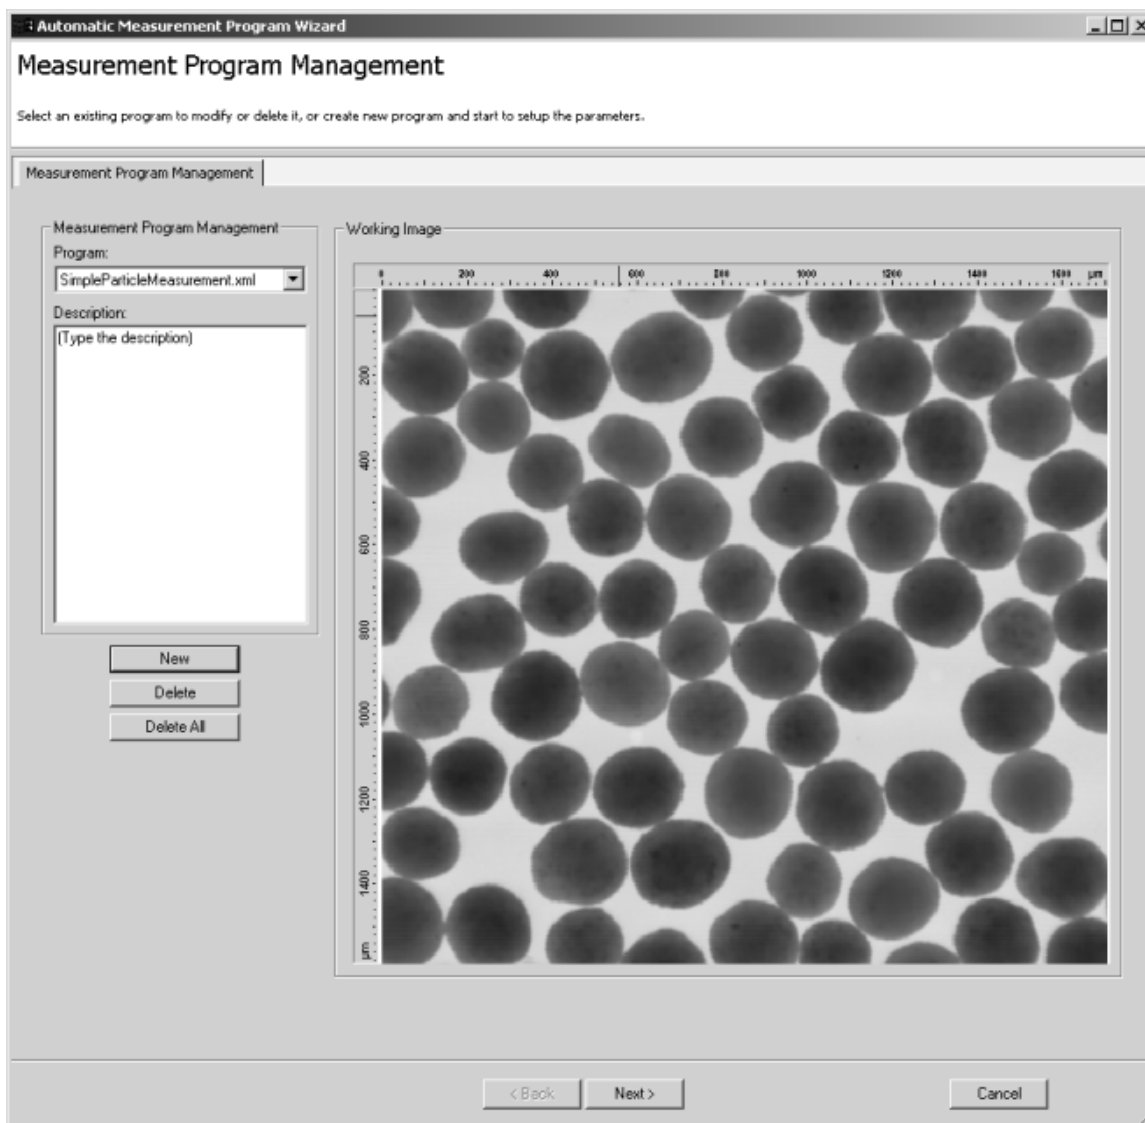 Automatic Measurement Program Wizard
Measurement Program Management
Select an existing program to modify or delete it, or create new program and start to setup the parameters.
Measurement Program Management
Measurement Program Management
Program:
SimpleParticleMeasurement.xml
Description:
(Type the description)
New
Delete
Delete All
Working Image
0 200 400 600 800 1000 1200 1400 1600 µm
200
400
600
800
1000
1200
1400
µm
< Back
Next >
Cancel